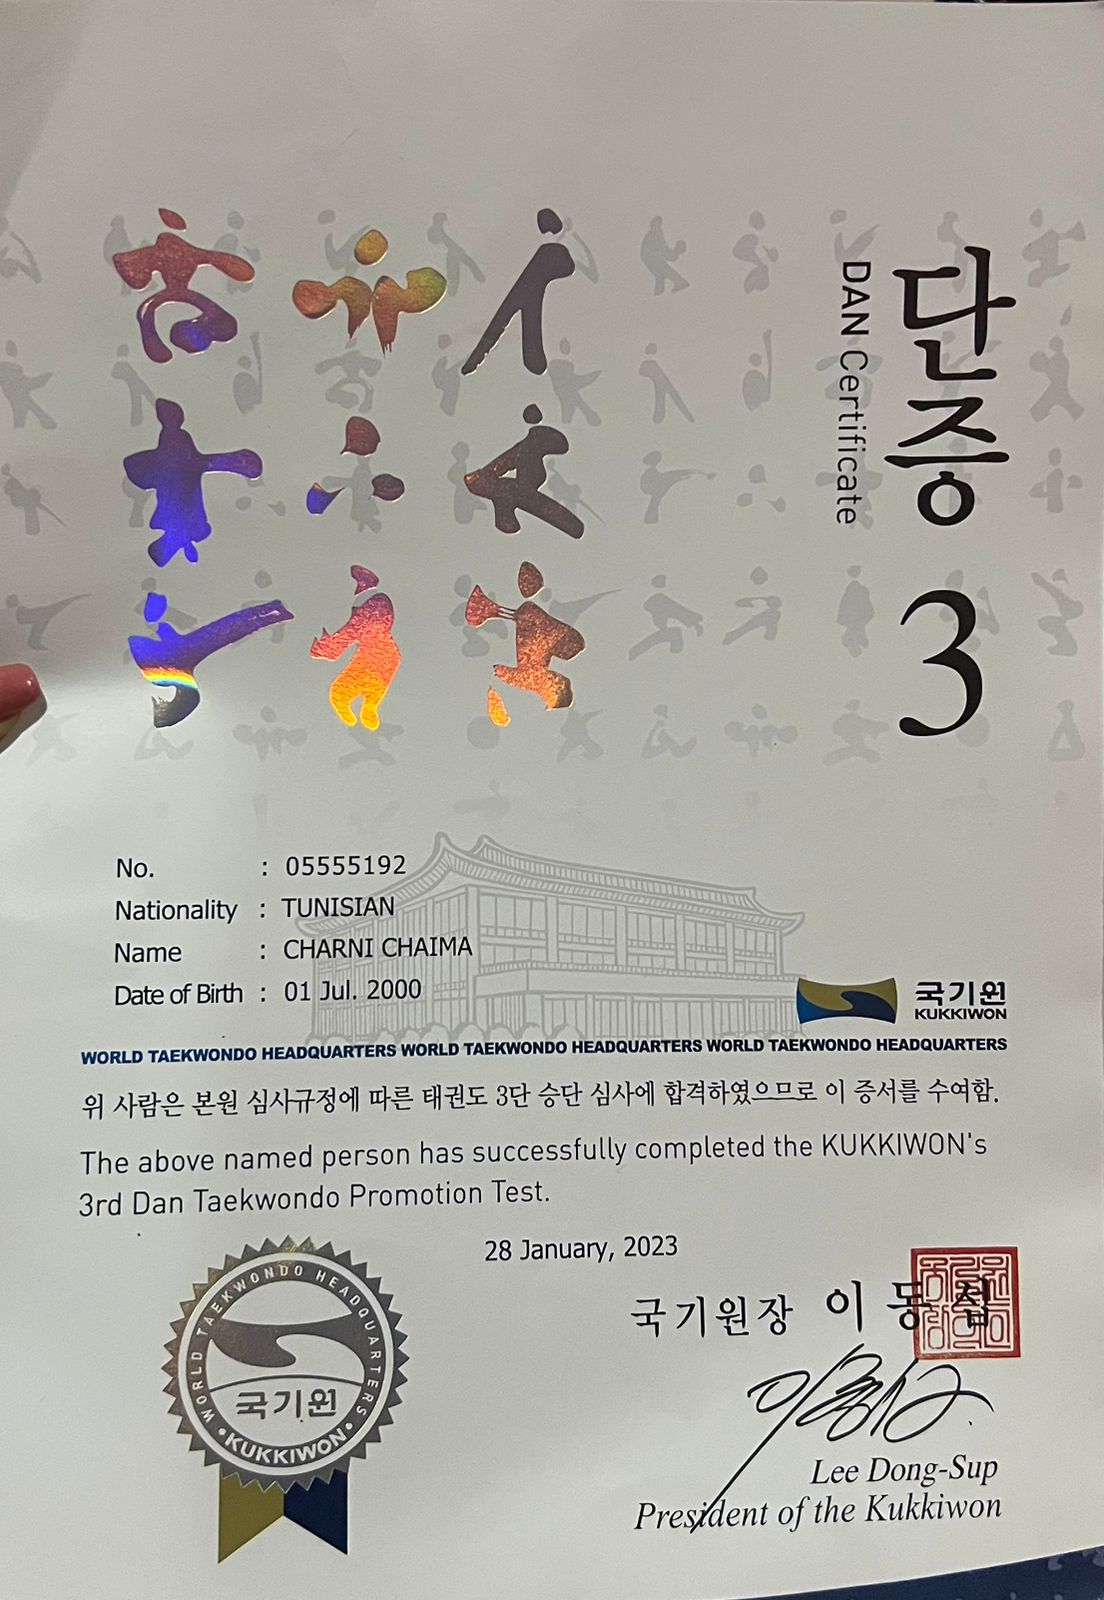 단증 3
DAN Certificate
No. : 05555192
Nationality : TUNISIAN
Name : CHARNI CHAIMA
Date of Birth : 01 Jul. 2000
국기원
KUKKIWON
WORLD TAEKWONDO HEADQUARTERS WORLD TAEKWONDO HEADQUARTERS WORLD TAEKWONDO HEADQUARTERS
위 사람은 본원 심사규정에 따른 태권도 3단 승단 심사에 합격하였으므로 이 증서를 수여함.
The above named person has successfully completed the KUKKIWON's
3rd Dan Taekwondo Promotion Test.
28 January, 2023
국기원장 이동섭
Lee Dong-Sup
President of the Kukkiwon
WORLD TAEKWONDO HEADQUARTERS
국기원
KUKKIWON